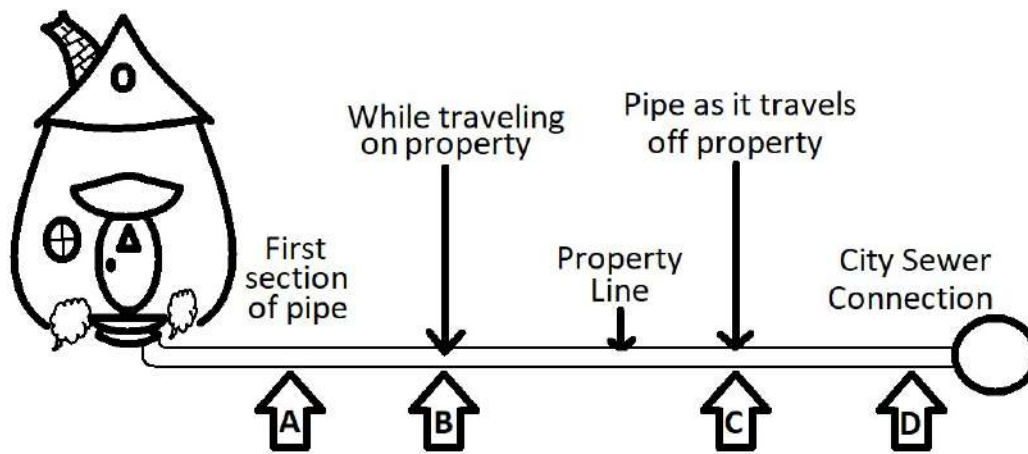 While traveling
on property
Pipe as it travels
off property
First
section
of pipe
Property
Line
City Sewer
Connection
A
B
C
D